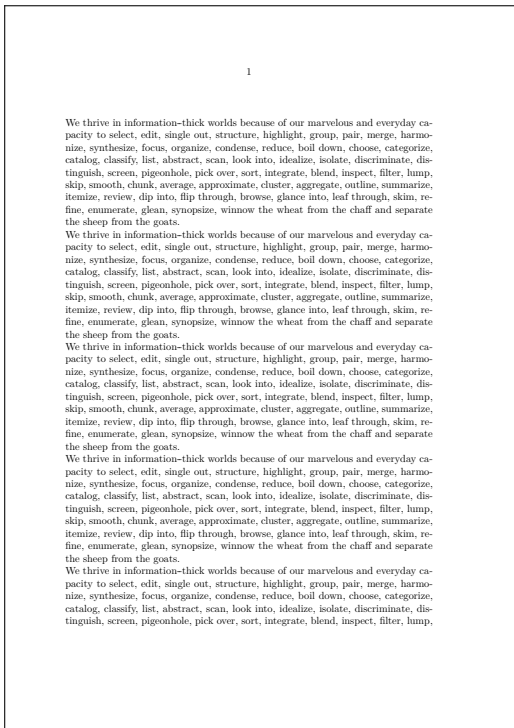 1
We thrive in information–thick worlds because of our marvelous and everyday ca-
pacity to select, edit, single out, structure, highlight, group, pair, merge, harmo-
nize, synthesize, focus, organize, condense, reduce, boil down, choose, categorize,
catalog, classify, list, abstract, scan, look into, idealize, isolate, discriminate, dis-
tinguish, screen, pigeonhole, pick over, sort, integrate, blend, inspect, filter, lump,
skip, smooth, chunk, average, approximate, cluster, aggregate, outline, summarize,
itemize, review, dip into, flip through, browse, glance into, leaf through, skim, re-
fine, enumerate, glean, synopsize, winnow the wheat from the chaff and separate
the sheep from the goats.
We thrive in information–thick worlds because of our marvelous and everyday ca-
pacity to select, edit, single out, structure, highlight, group, pair, merge, harmo-
nize, synthesize, focus, organize, condense, reduce, boil down, choose, categorize,
catalog, classify, list, abstract, scan, look into, idealize, isolate, discriminate, dis-
tinguish, screen, pigeonhole, pick over, sort, integrate, blend, inspect, filter, lump,
skip, smooth, chunk, average, approximate, cluster, aggregate, outline, summarize,
itemize, review, dip into, flip through, browse, glance into, leaf through, skim, re-
fine, enumerate, glean, synopsize, winnow the wheat from the chaff and separate
the sheep from the goats.
We thrive in information–thick worlds because of our marvelous and everyday ca-
pacity to select, edit, single out, structure, highlight, group, pair, merge, harmo-
nize, synthesize, focus, organize, condense, reduce, boil down, choose, categorize,
catalog, classify, list, abstract, scan, look into, idealize, isolate, discriminate, dis-
tinguish, screen, pigeonhole, pick over, sort, integrate, blend, inspect, filter, lump,
skip, smooth, chunk, average, approximate, cluster, aggregate, outline, summarize,
itemize, review, dip into, flip through, browse, glance into, leaf through, skim, re-
fine, enumerate, glean, synopsize, winnow the wheat from the chaff and separate
the sheep from the goats.
We thrive in information–thick worlds because of our marvelous and everyday ca-
pacity to select, edit, single out, structure, highlight, group, pair, merge, harmo-
nize, synthesize, focus, organize, condense, reduce, boil down, choose, categorize,
catalog, classify, list, abstract, scan, look into, idealize, isolate, discriminate, dis-
tinguish, screen, pigeonhole, pick over, sort, integrate, blend, inspect, filter, lump,
skip, smooth, chunk, average, approximate, cluster, aggregate, outline, summarize,
itemize, review, dip into, flip through, browse, glance into, leaf through, skim, re-
fine, enumerate, glean, synopsize, winnow the wheat from the chaff and separate
the sheep from the goats.
We thrive in information–thick worlds because of our marvelous and everyday ca-
pacity to select, edit, single out, structure, highlight, group, pair, merge, harmo-
nize, synthesize, focus, organize, condense, reduce, boil down, choose, categorize,
catalog, classify, list, abstract, scan, look into, idealize, isolate, discriminate, dis-
tinguish, screen, pigeonhole, pick over, sort, integrate, blend, inspect, filter, lump,